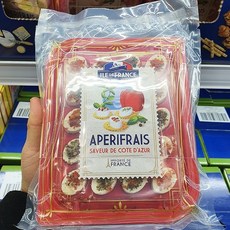 ILE DE FRANCE
APERIFRAIS
SAVEUR DE COTE D'AZUR
FRANCE